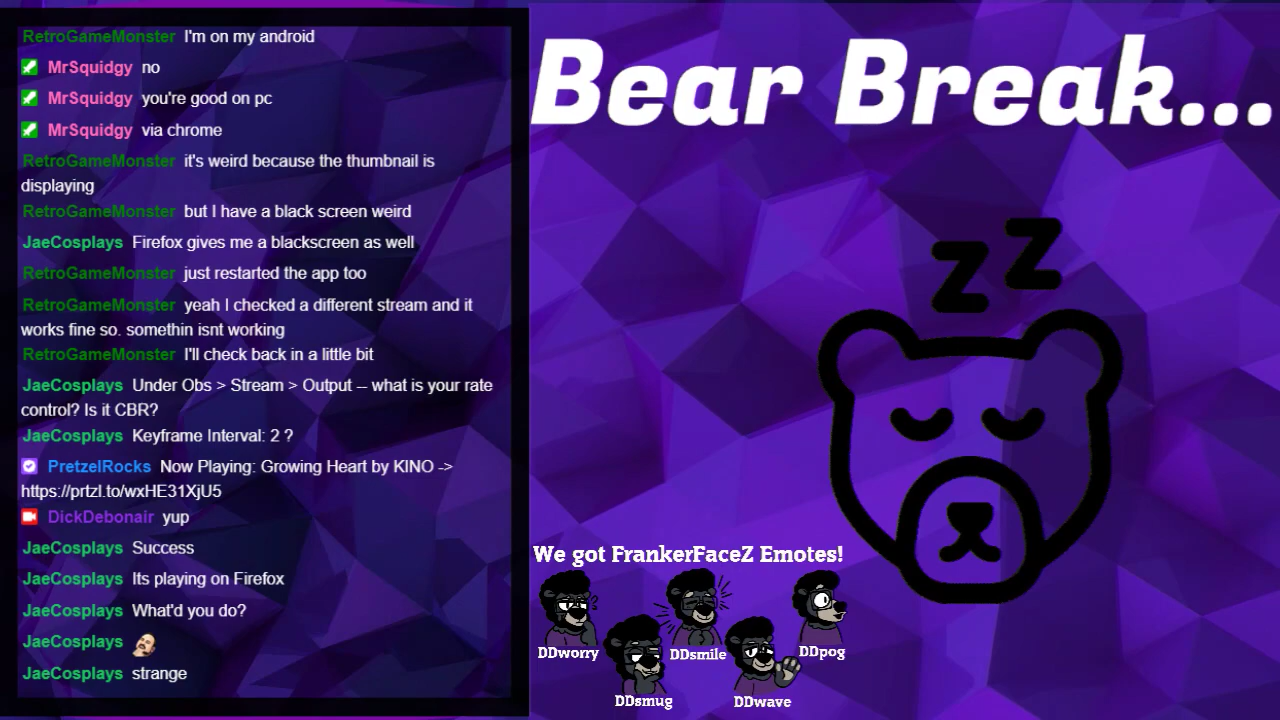 RetroGameMonster I'm on my android
MrSquidgy no
MrSquidgy you're good on pc
MrSquidgy via chrome
RetroGameMonster it's weird because the thumbnail is
displaying
RetroGameMonster but I have a black screen weird
JaeCosplays Firefox gives me a blackscreen as well
RetroGameMonster just restarted the app too
RetroGameMonster yeah I checked a different stream and it
works fine so. somethin isnt working
RetroGameMonster I'll check back in a little bit
JaeCosplays Under Obs > Stream > Output -- what is your rate
control? Is it CBR?
JaeCosplays Keyframe Interval: 2 ?
PretzelRocks Now Playing: Growing Heart by KINO ->
https://prtzl.to/wxHE31XjU5
DickDebonair yup
JaeCosplays Success
JaeCosplays Its playing on Firefox
JaeCosplays What'd you do?
JaeCosplays
JaeCosplays strange
Bear Break...
z z
We got FrankerFaceZ Emotes!
DDworry
DDsmile
DDpog
DDsmug
DDwave